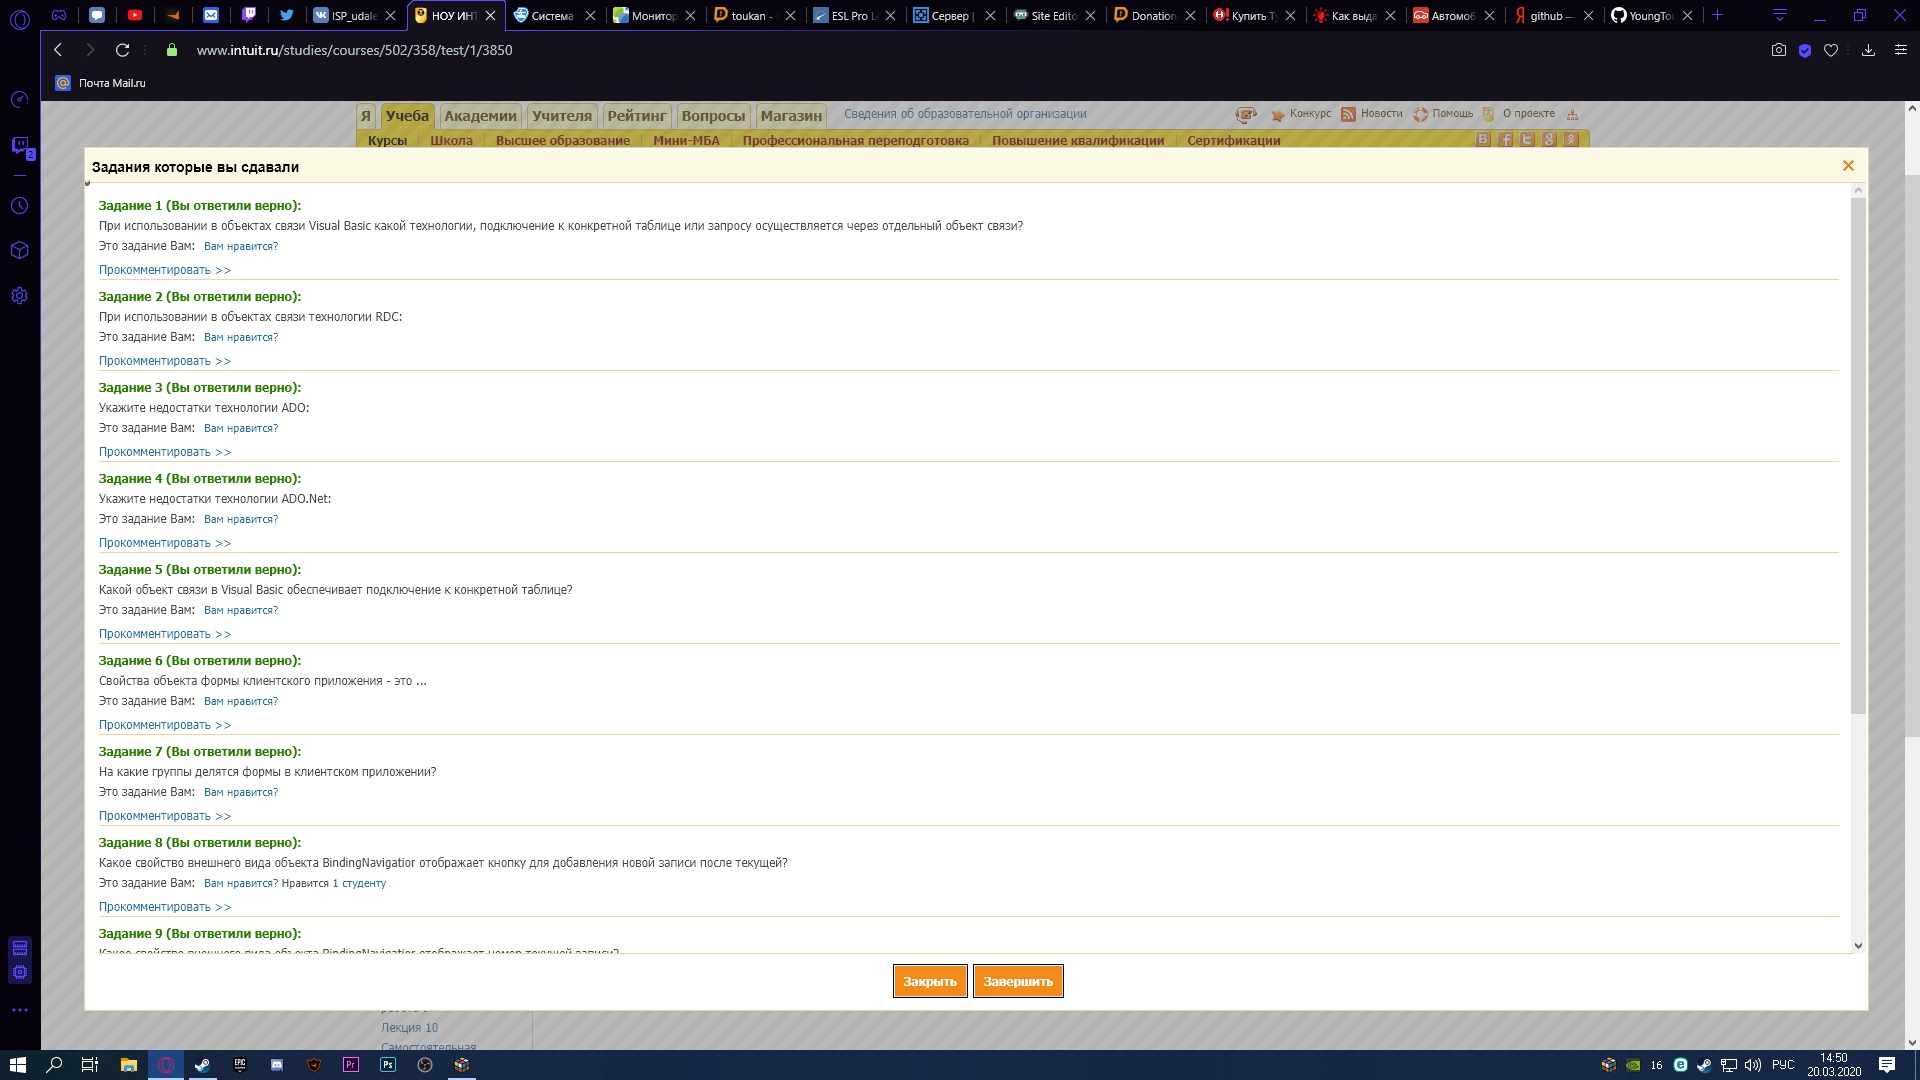 ISP_udale
НОУ ИНТ
Система
Монитор
toukan -
ESL Pro L
Сервер |
Site Edito
Donation
Купить Т
Как выда
Автомоб
github —
YoungTo
www.intuit.ru/studies/courses/502/358/test/1/3850
Почта Mail.ru
Я Учеба Академии Учителя Рейтинг Вопросы Магазин Сведения об образовательной организации Конкурс Новости Помощь О проекте
Курсы Школа Высшее образование Мини-МБА Профессиональная переподготовка Повышение квалификации Сертификации
Задания которые вы сдавали
Задание 1 (Вы ответили верно):
При использовании в объектах связи Visual Basic какой технологии, подключение к конкретной таблице или запросу осуществляется через отдельный объект связи?
Это задание Вам: Вам нравится?
Прокомментировать >>
Задание 2 (Вы ответили верно):
При использовании в объектах связи технологии RDC:
Это задание Вам: Вам нравится?
Прокомментировать >>
Задание 3 (Вы ответили верно):
Укажите недостатки технологии ADO:
Это задание Вам: Вам нравится?
Прокомментировать >>
Задание 4 (Вы ответили верно):
Укажите недостатки технологии ADO.Net:
Это задание Вам: Вам нравится?
Прокомментировать >>
Задание 5 (Вы ответили верно):
Какой объект связи в Visual Basic обеспечивает подключение к конкретной таблице?
Это задание Вам: Вам нравится?
Прокомментировать >>
Задание 6 (Вы ответили верно):
Свойства объекта формы клиентского приложения - это ...
Это задание Вам: Вам нравится?
Прокомментировать >>
Задание 7 (Вы ответили верно):
На какие группы делятся формы в клиентском приложении?
Это задание Вам: Вам нравится?
Прокомментировать >>
Задание 8 (Вы ответили верно):
Какое свойство внешнего вида объекта BindingNavigatior отображает кнопку для добавления новой записи после текущей?
Это задание Вам: Вам нравится? Нравится 1 студенту
Прокомментировать >>
Задание 9 (Вы ответили верно):
Какое свойство внешнего вида объекта BindingNavigatior отображает номер текущей записи?
Закрыть Завершить
Лекция 10
Самостоятельная
16 РУС 14:50
20.03.2020